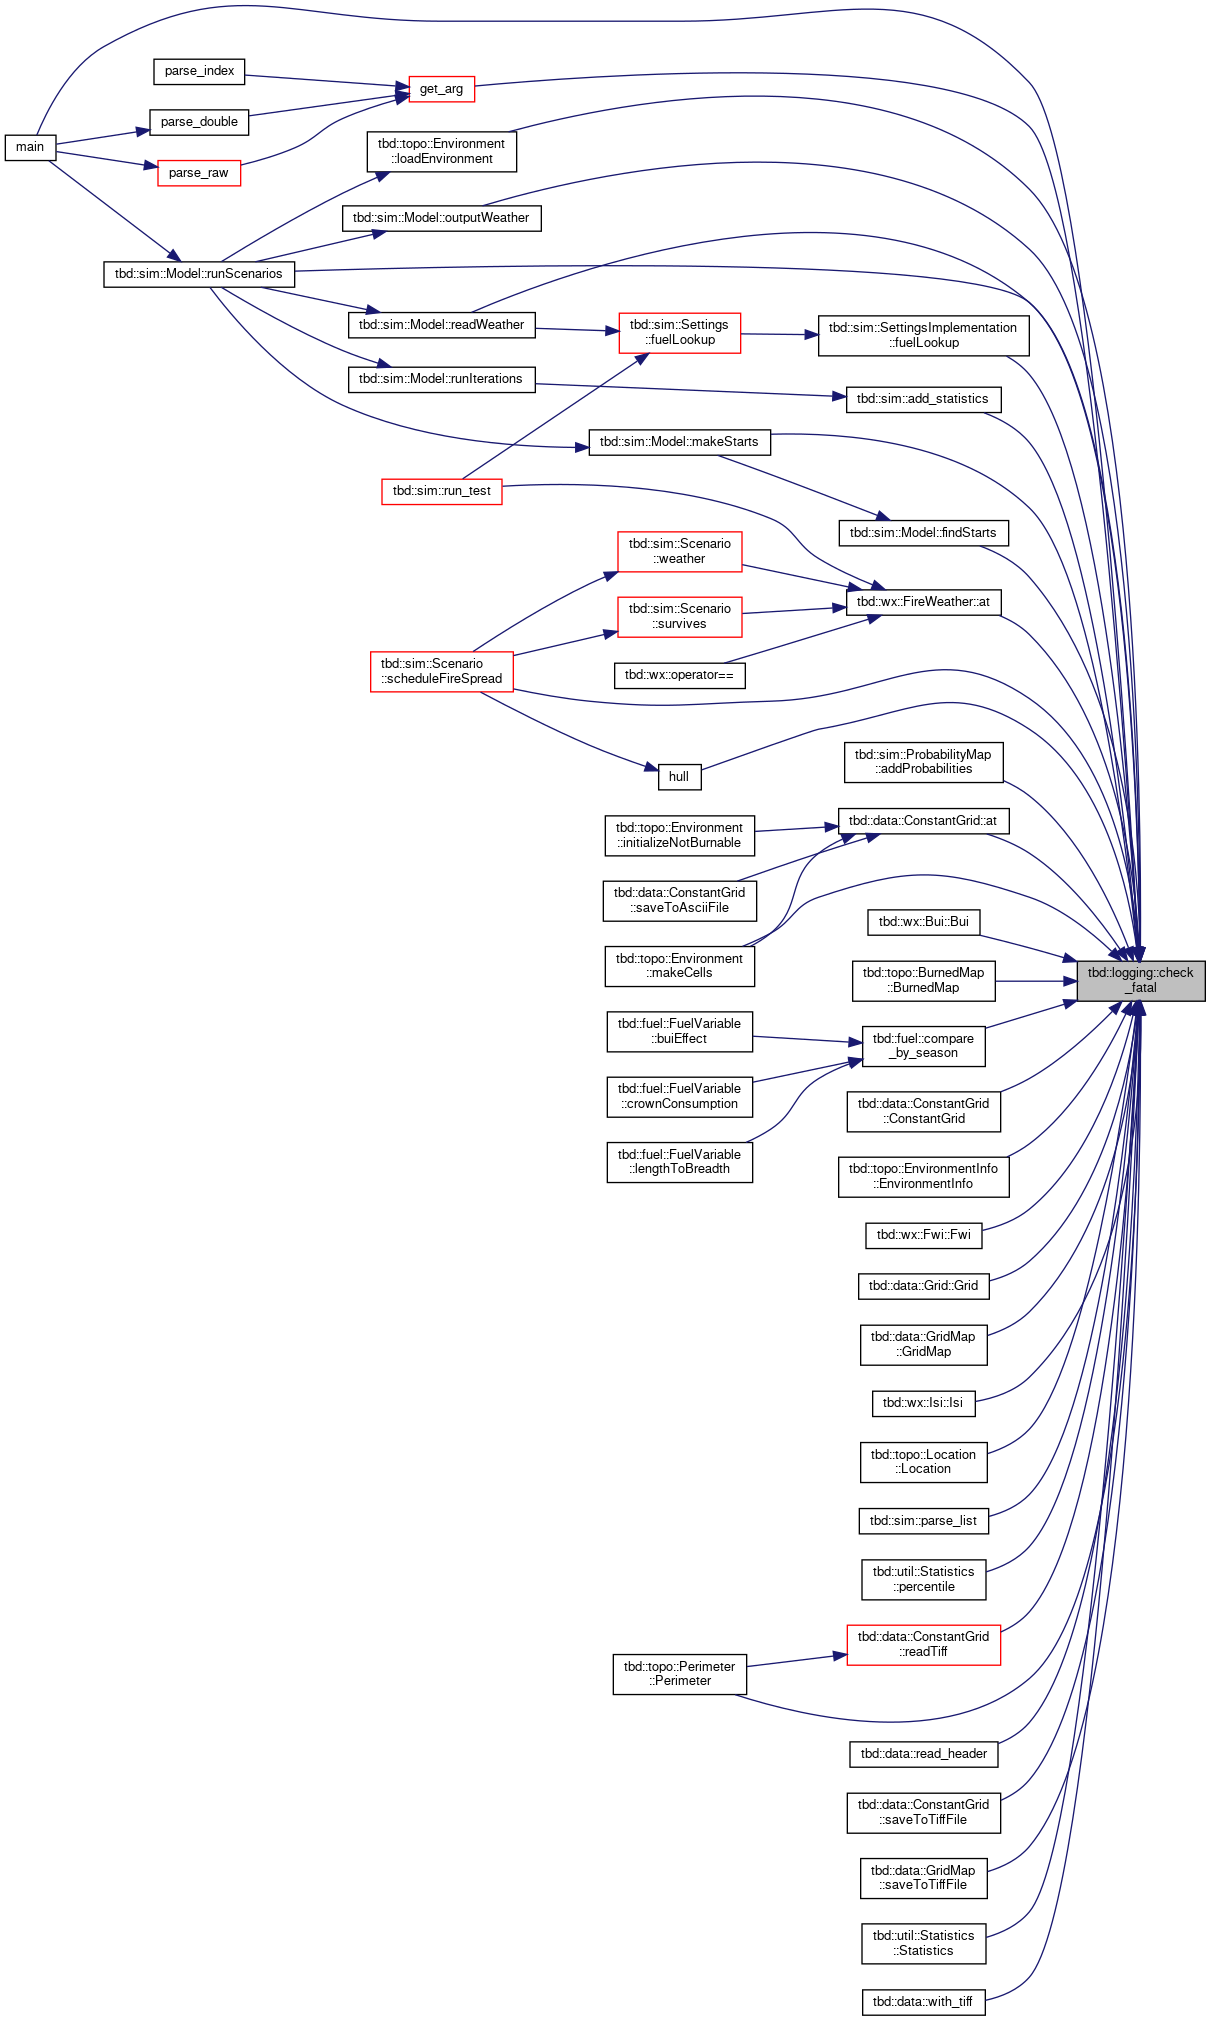 parse_index
get_arg
parse_double
main
tbd::topo::Environment
::loadEnvironment
parse_raw
tbd::sim::Model::outputWeather
tbd::sim::Model::runScenarios
tbd::sim::Model::readWeather
tbd::sim::Settings
::fuelLookup
tbd::sim::SettingsImplementation
::fuelLookup
tbd::sim::Model::runIterations
tbd::sim::add_statistics
tbd::sim::Model::makeStarts
tbd::sim::run_test
tbd::sim::Model::findStarts
tbd::sim::Scenario
::weather
tbd::wx::FireWeather::at
tbd::sim::Scenario
::survives
tbd::sim::Scenario
::scheduleFireSpread
tbd::wx::operator==
hull
tbd::sim::ProbabilityMap
::addProbabilities
tbd::data::ConstantGrid::at
tbd::topo::Environment
::initializeNotBurnable
tbd::data::ConstantGrid
::saveToAsciiFile
tbd::wx::Bui::Bui
tbd::topo::Environment
::makeCells
tbd::topo::BurnedMap
::BurnedMap
tbd::logging::check
_fatal
tbd::fuel::FuelVariable
::buiEffect
tbd::fuel::compare
_by_season
tbd::fuel::FuelVariable
::crownConsumption
tbd::data::ConstantGrid
::ConstantGrid
tbd::fuel::FuelVariable
::lengthToBreadth
tbd::topo::EnvironmentInfo
::EnvironmentInfo
tbd::wx::Fwi::Fwi
tbd::data::Grid::Grid
tbd::data::GridMap
::GridMap
tbd::wx::Isi::Isi
tbd::topo::Location
::Location
tbd::sim::parse_list
tbd::util::Statistics
::percentile
tbd::data::ConstantGrid
::readTiff
tbd::topo::Perimeter
::Perimeter
tbd::data::read_header
tbd::data::ConstantGrid
::saveToTiffFile
tbd::data::GridMap
::saveToTiffFile
tbd::util::Statistics
::Statistics
tbd::data::with_tiff